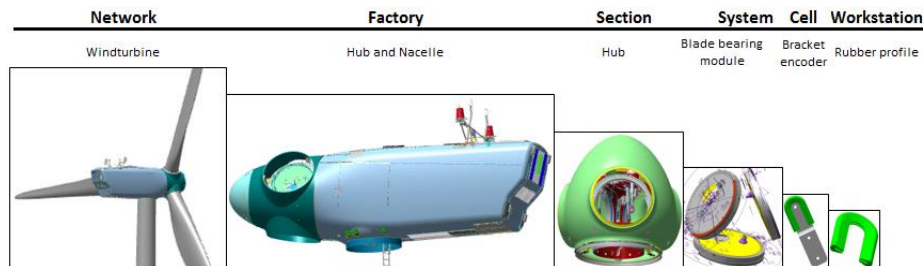 Network Factory Section System Cell Workstation
Windturbine Hub and Nacelle Hub Blade bearing module Bracket encoder Rubber profile